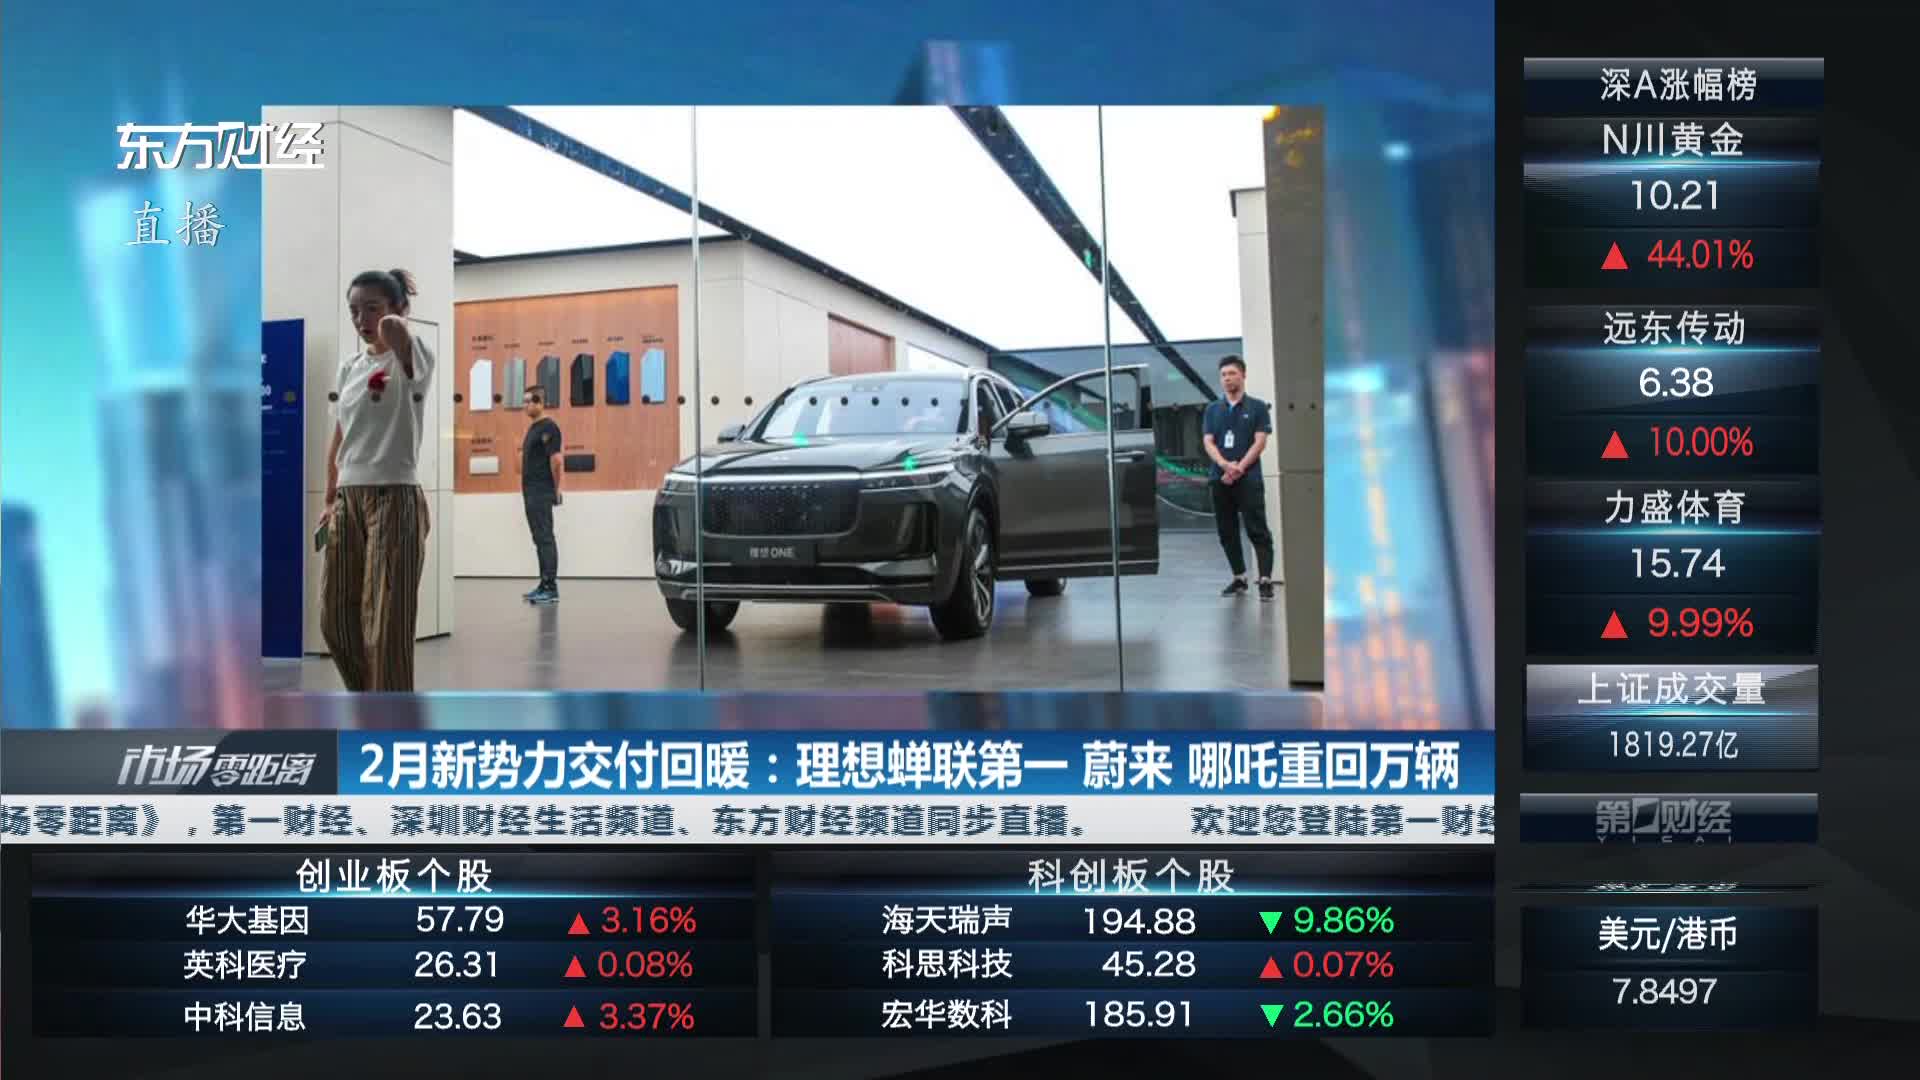 东方财经
直播
理想ONE
市场零距离
2月新势力交付回暖：理想蝉联第一 蔚来 哪吒重回万辆
场零距离》，第一财经、深圳财经生活频道、东方财经频道同步直播。 欢迎您登陆第一财经
创业板个股
华大基因 57.79 ▲ 3.16%
英科医疗 26.31 ▲ 0.08%
中科信息 23.63 ▲ 3.37%
科创板个股
海天瑞声 194.88 ▼ 9.86%
科思科技 45.28 ▲ 0.07%
宏华数科 185.91 ▼ 2.66%
深A涨幅榜
N川黄金
10.21
▲ 44.01%
远东传动
6.38
▲ 10.00%
力盛体育
15.74
▲ 9.99%
上证成交量
1819.27亿
第一财经
美元/港币
7.8497